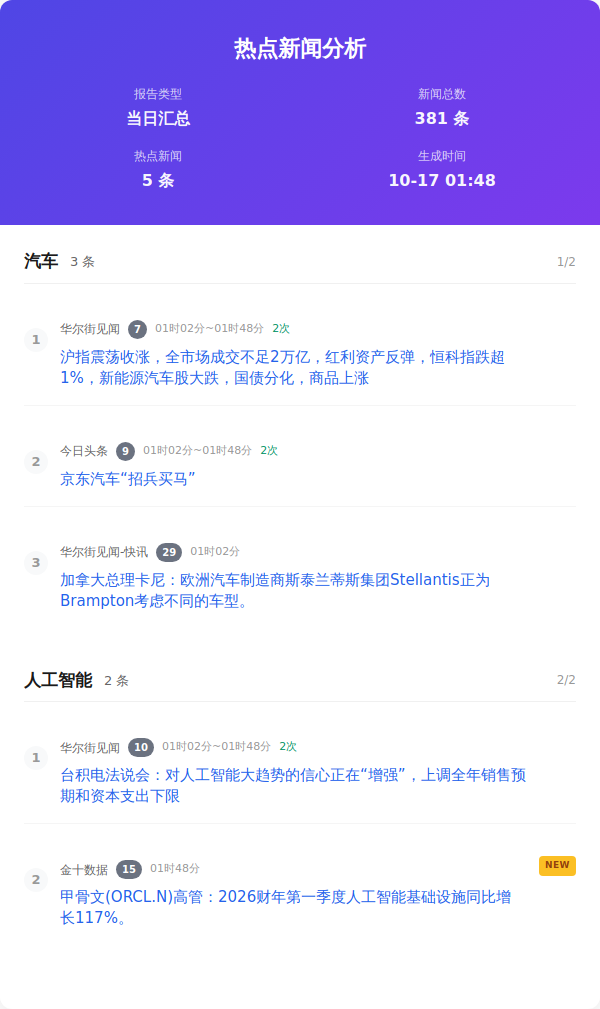 热点新闻分析
报告类型
新闻总数
当日汇总
381 条
热点新闻
生成时间
5 条
10-17 01:48
汽车 3 条 1/2
1 华尔街见闻 7 01时02分~01时48分 2次
沪指震荡收涨，全市场成交不足2万亿，红利资产反弹，恒科指跌超
1%，新能源汽车股大跌，国债分化，商品上涨
2 今日头条 9 01时02分~01时48分 2次
京东汽车“招兵买马”
3 华尔街见闻-快讯 29 01时02分
加拿大总理卡尼：欧洲汽车制造商斯泰兰蒂斯集团Stellantis正为
Brampton考虑不同的车型。
人工智能 2 条 2/2
1 华尔街见闻 10 01时02分~01时48分 2次
台积电法说会：对人工智能大趋势的信心正在“增强”，上调全年销售预
期和资本支出下限
2 金十数据 15 01时48分 NEW
甲骨文(ORCL.N)高管：2026财年第一季度人工智能基础设施同比增
长117%。